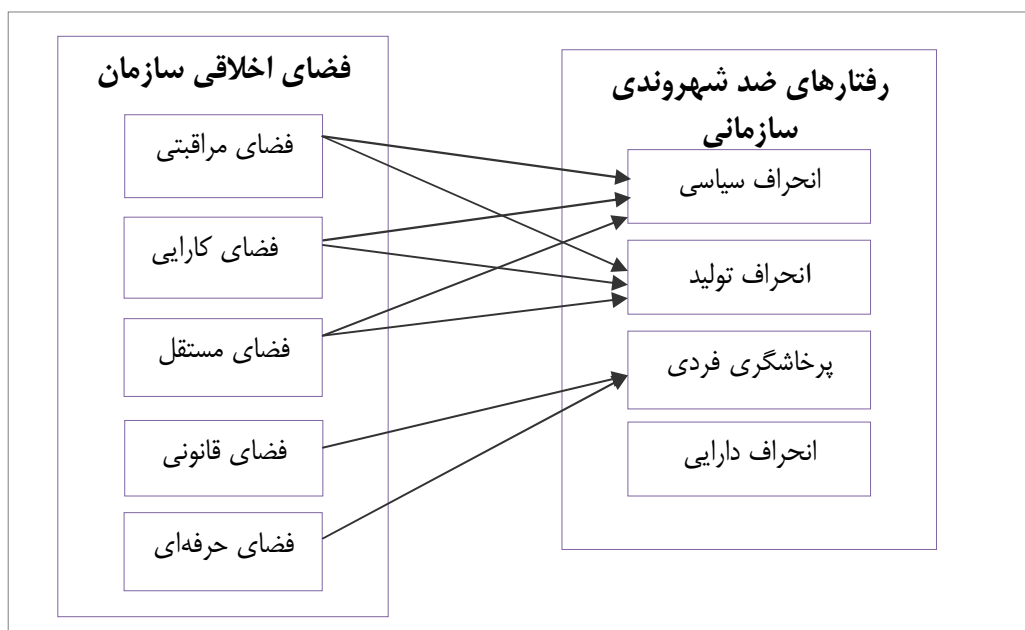 فضای اخلاقی سازمان
فضای مراقبتی
فضای کارایی
فضای مستقل
فضای قانونی
فضای حرفه‌ای
رفتارهای ضد شهروندی
سازمانی
انحراف سیاسی
انحراف تولید
پرخاشگری فردی
انحراف دارایی